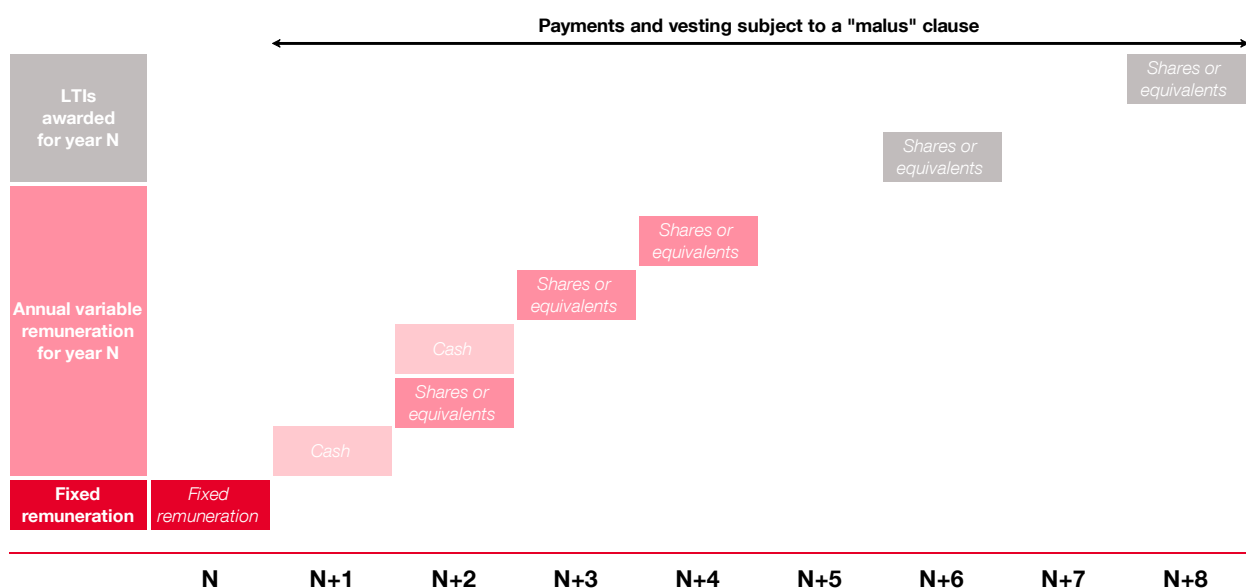 Payments and vesting subject to a "malus" clause
Shares or
equivalents
LTIs
awarded
for year N
Shares or
equivalents
Shares or
equivalents
Shares or
equivalents
Annual variable
remuneration
for year N
Cash
Shares or
equivalents
Cash
Fixed
remuneration
Fixed
remuneration
N
N+1
N+2
N+3
N+4
N+5
N+6
N+7
N+8